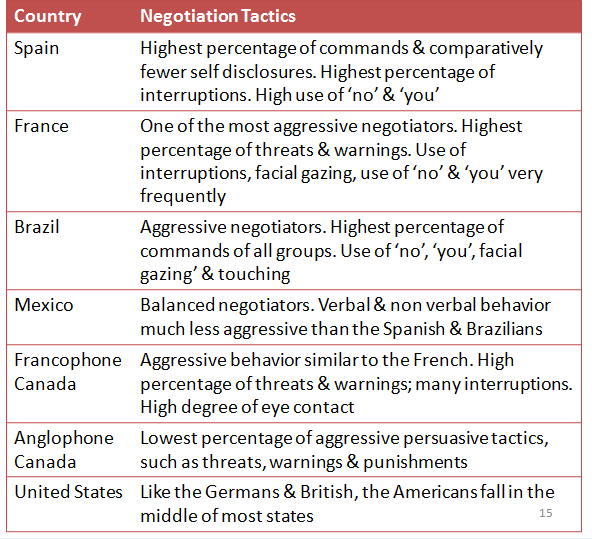 Country Negotiation Tactics
Spain Highest percentage of commands & comparatively
fewer self disclosures. Highest percentage of
interruptions. High use of ‘no’ & ‘you’
France One of the most aggressive negotiators. Highest
percentage of threats & warnings. Use of
interruptions, facial gazing, use of ‘no’ & ‘you’ very
frequently
Brazil Aggressive negotiators. Highest percentage of
commands of all groups. Use of ‘no’, ‘you’, facial
gazing’ & touching
Mexico Balanced negotiators. Verbal & non verbal behavior
much less aggressive than the Spanish & Brazilians
Francophone Aggressive behavior similar to the French. High
Canada percentage of threats & warnings; many interruptions.
High degree of eye contact
Anglophone Lowest percentage of aggressive persuasive tactics,
Canada such as threats, warnings & punishments
United States Like the Germans & British, the Americans fall in the
middle of most states 15